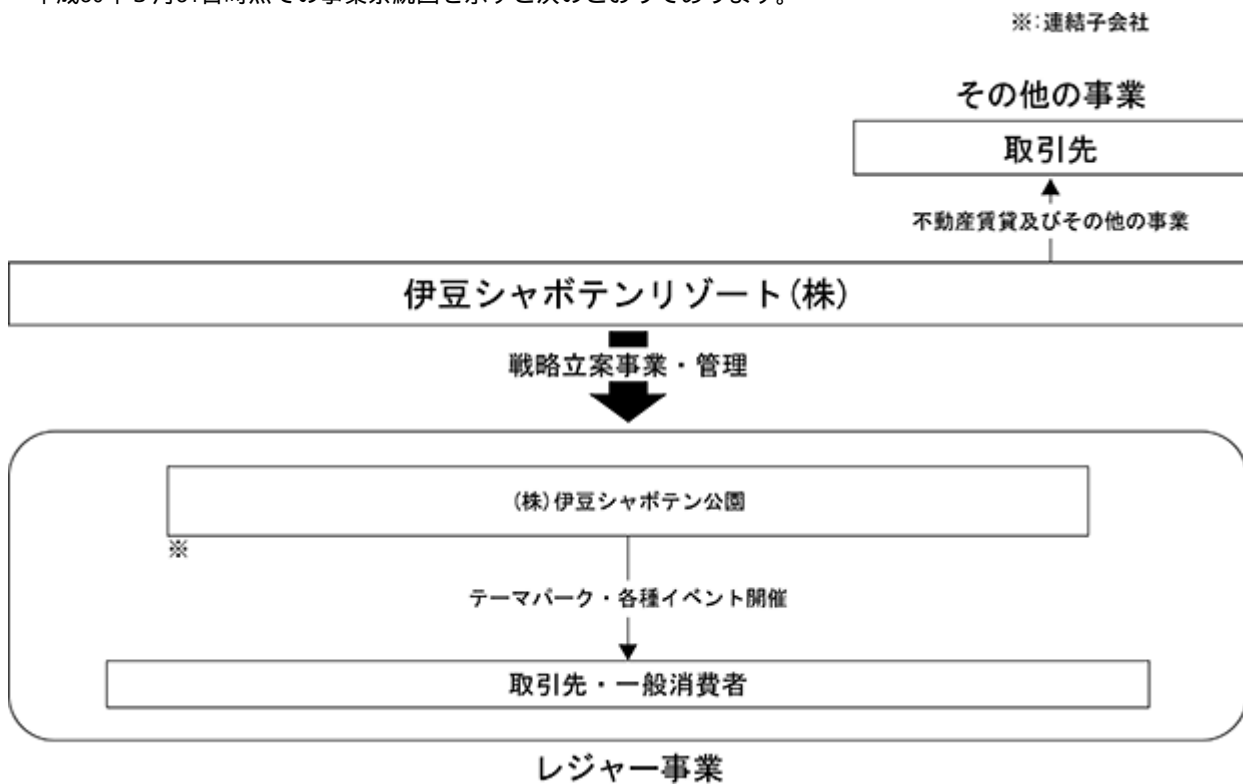 ※：連結子会社
その他の事業
取引先
不動産賃貸及びその他の事業
伊豆シャボテンリゾート(株)
戦略立案事業・管理
(株)伊豆シャボテン公園
※
テーマパーク・各種イベント開催
取引先・一般消費者
レジャー事業